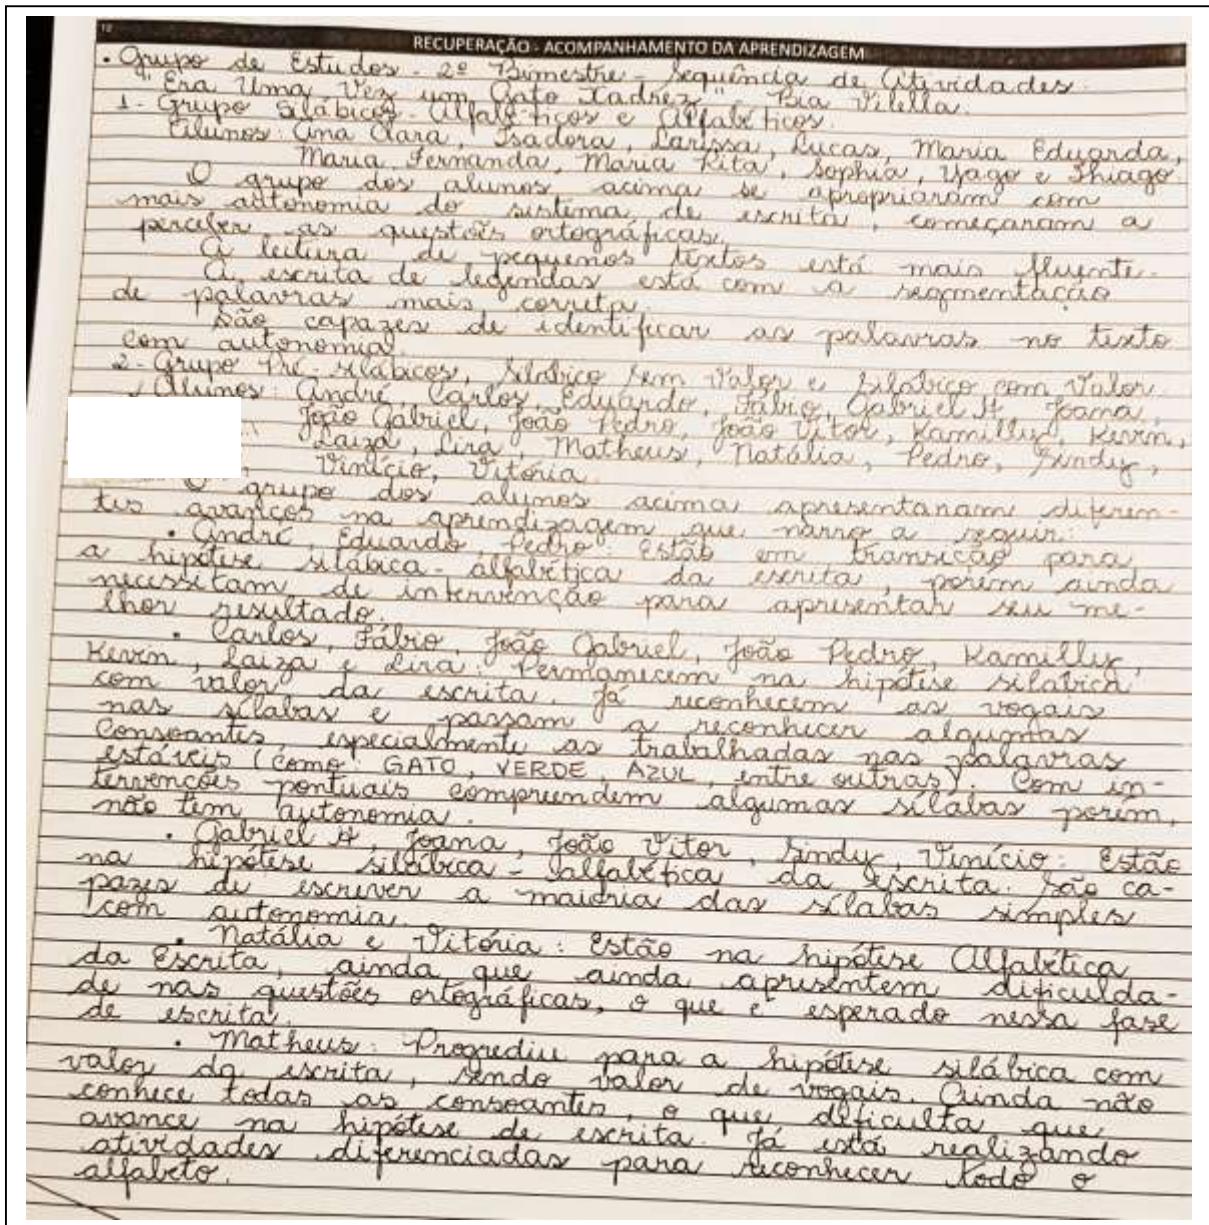 12
RECUPERAÇÃO - ACOMPANHAMENTO DA APRENDIZAGEM
• Grupo de Estudos - 2º Bimestre - Sequência de Atividades
"Era Uma Vez um Gato Xadrez" Bia Vilella.
1 - Grupo Silábicos-Alfabéticos e Alfabéticos.
Alunos: Ana Clara, Isadora, Larissa, Lucas, Maria Eduarda,
Maria Fernanda, Maria Rita, Sophia, Yago e Thiago.
O grupo dos alunos acima se apropriaram com
mais autonomia do sistema de escrita, começaram a
perceber as questões ortográficas.
A leitura de pequenos textos está mais fluente.
A escrita de legendas está com a segmentação
de palavras mais correta.
São capazes de identificar as palavras no texto
com autonomia.
2 - Grupo Pré-silábicos, Silábico sem Valor e Silábico com Valor.
Alunos: André, Carlos, Eduardo, Fábio, Gabriel H, Joana,
João Gabriel, João Pedro, João Vitor, Kamilly, Kevin,
Laiza, Lira, Matheus, Natália, Pedro, Sindy,
Vinício, Vitória.
O grupo dos alunos acima apresentaram diferen-
tes avanços na aprendizagem que narro a seguir:
• André, Eduardo, Pedro: Estão em transição para
a hipótese silábica-alfabética da escrita, porém ainda
necessitam de intervenção para apresentar seu me-
lhor resultado.
• Carlos, Fábio, João Gabriel, João Pedro, Kamilly,
Kevin, Laiza e Lira: Permanecem na hipótese silábica
com valor da escrita. Já reconhecem as vogais
nas sílabas e passam a reconhecer algumas
consoantes especialmente as trabalhadas nas palavras
estáveis (como GATO, VERDE, AZUL, entre outras). Com in-
tervenções pontuais compreendem algumas sílabas porém,
não tem autonomia.
• Gabriel H, Joana, João Vitor, Sindy, Vinício: Estão
na hipótese silábica-alfabética da escrita. São ca-
pazes de escrever a maioria das sílabas simples
com autonomia.
• Natália e Vitória: Estão na hipótese Alfabética
da Escrita, ainda que ainda apresentem dificulda-
de nas questões ortográficas, o que é esperado nessa fase
de escrita.
• Matheus: Progrediu para a hipótese silábica com
valor da escrita, sendo valor de vogais. Ainda não
conhece todas as consoantes, o que dificulta que
avance na hipótese de escrita. Já está realizando
atividades diferenciadas para reconhecer todo o
alfabeto.